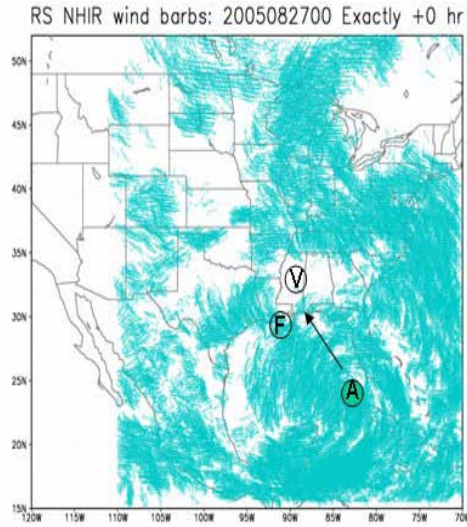 RS NHIR wind barbs: 2005082700 Exactly +0 hr
50N
45N
40N
35N
V
30N
F
25N
A
20N
15N
120W 115W 110W 105W 100W 95W 90W 85W 80W 75W 70W